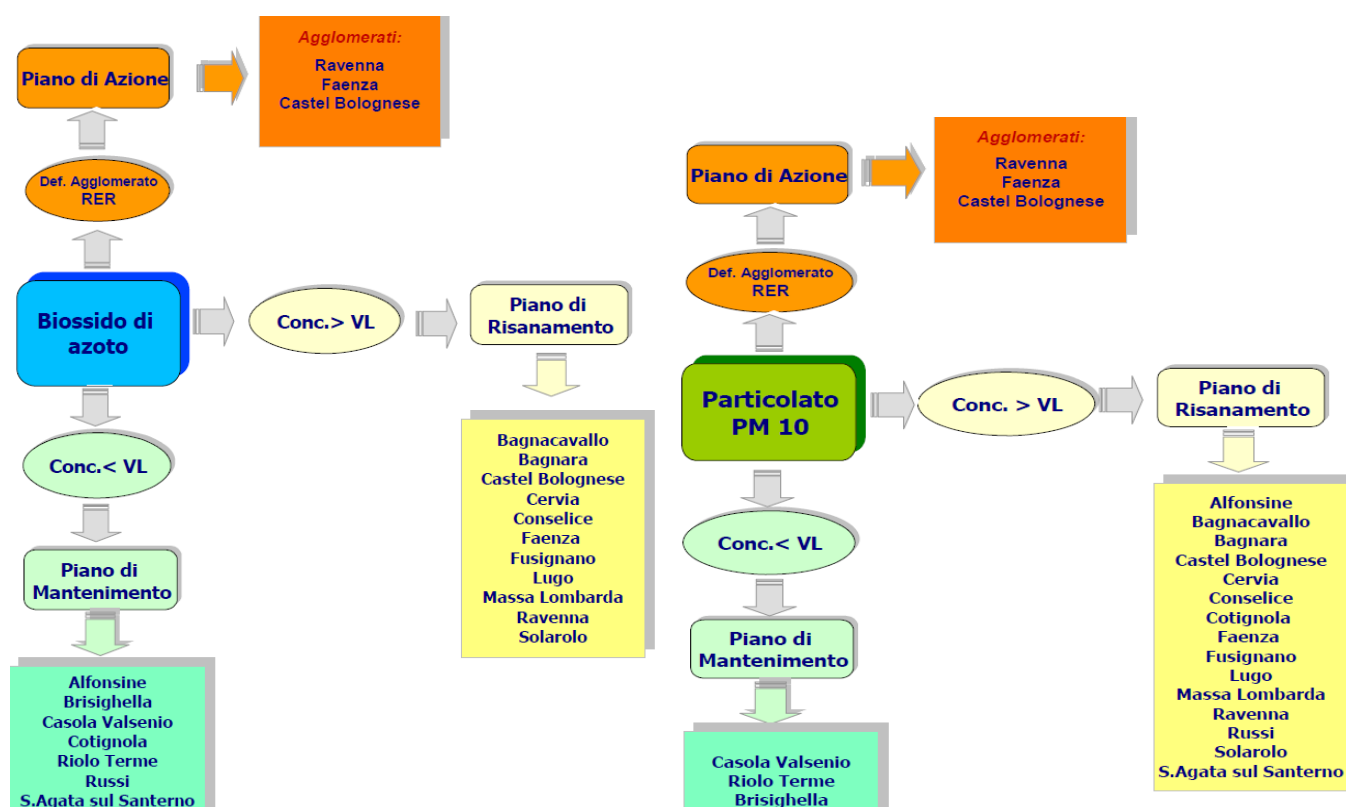 Agglomerati:
Ravenna
Faenza
Castel Bolognese
Piano di Azione
Def. Agglomerato
RER
Biossido di
azoto
Conc.> VL
Piano di
Risanamento
Bagnacavallo
Bagnara
Castel Bolognese
Cervia
Conselice
Faenza
Fusignano
Lugo
Massa Lombarda
Ravenna
Solarolo
Conc.< VL
Piano di
Mantenimento
Alfonsine
Brisighella
Casola Valsenio
Cotignola
Riolo Terme
Russi
S.Agata sul Santerno
Agglomerati:
Ravenna
Faenza
Castel Bolognese
Piano di Azione
Def. Agglomerato
RER
Particolato
PM 10
Conc. > VL
Piano di
Risanamento
Alfonsine
Bagnacavallo
Bagnara
Castel Bolognese
Cervia
Conselice
Cotignola
Faenza
Fusignano
Lugo
Massa Lombarda
Ravenna
Russi
Solarolo
S.Agata sul Santerno
Conc.< VL
Piano di
Mantenimento
Casola Valsenio
Riolo Terme
Brisighella